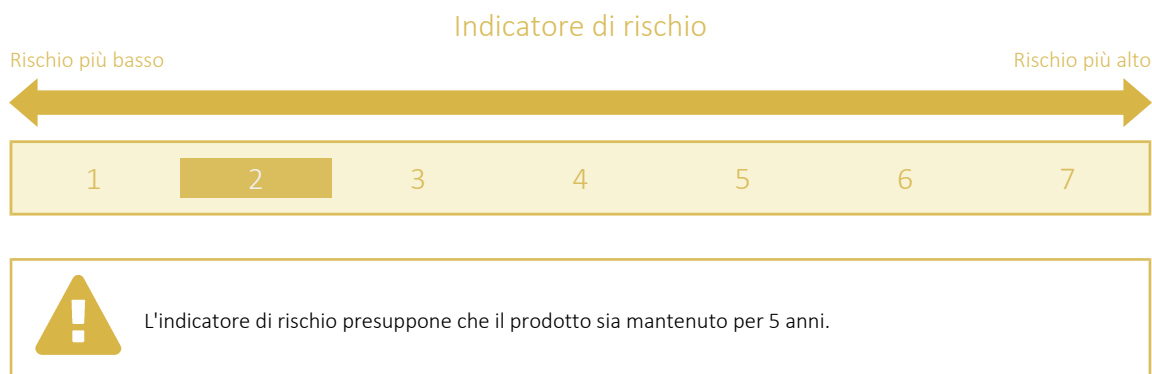 Indicatore di rischio
Rischio più basso
Rischio più alto
1 2 3 4 5 6 7
L'indicatore di rischio presuppone che il prodotto sia mantenuto per 5 anni.